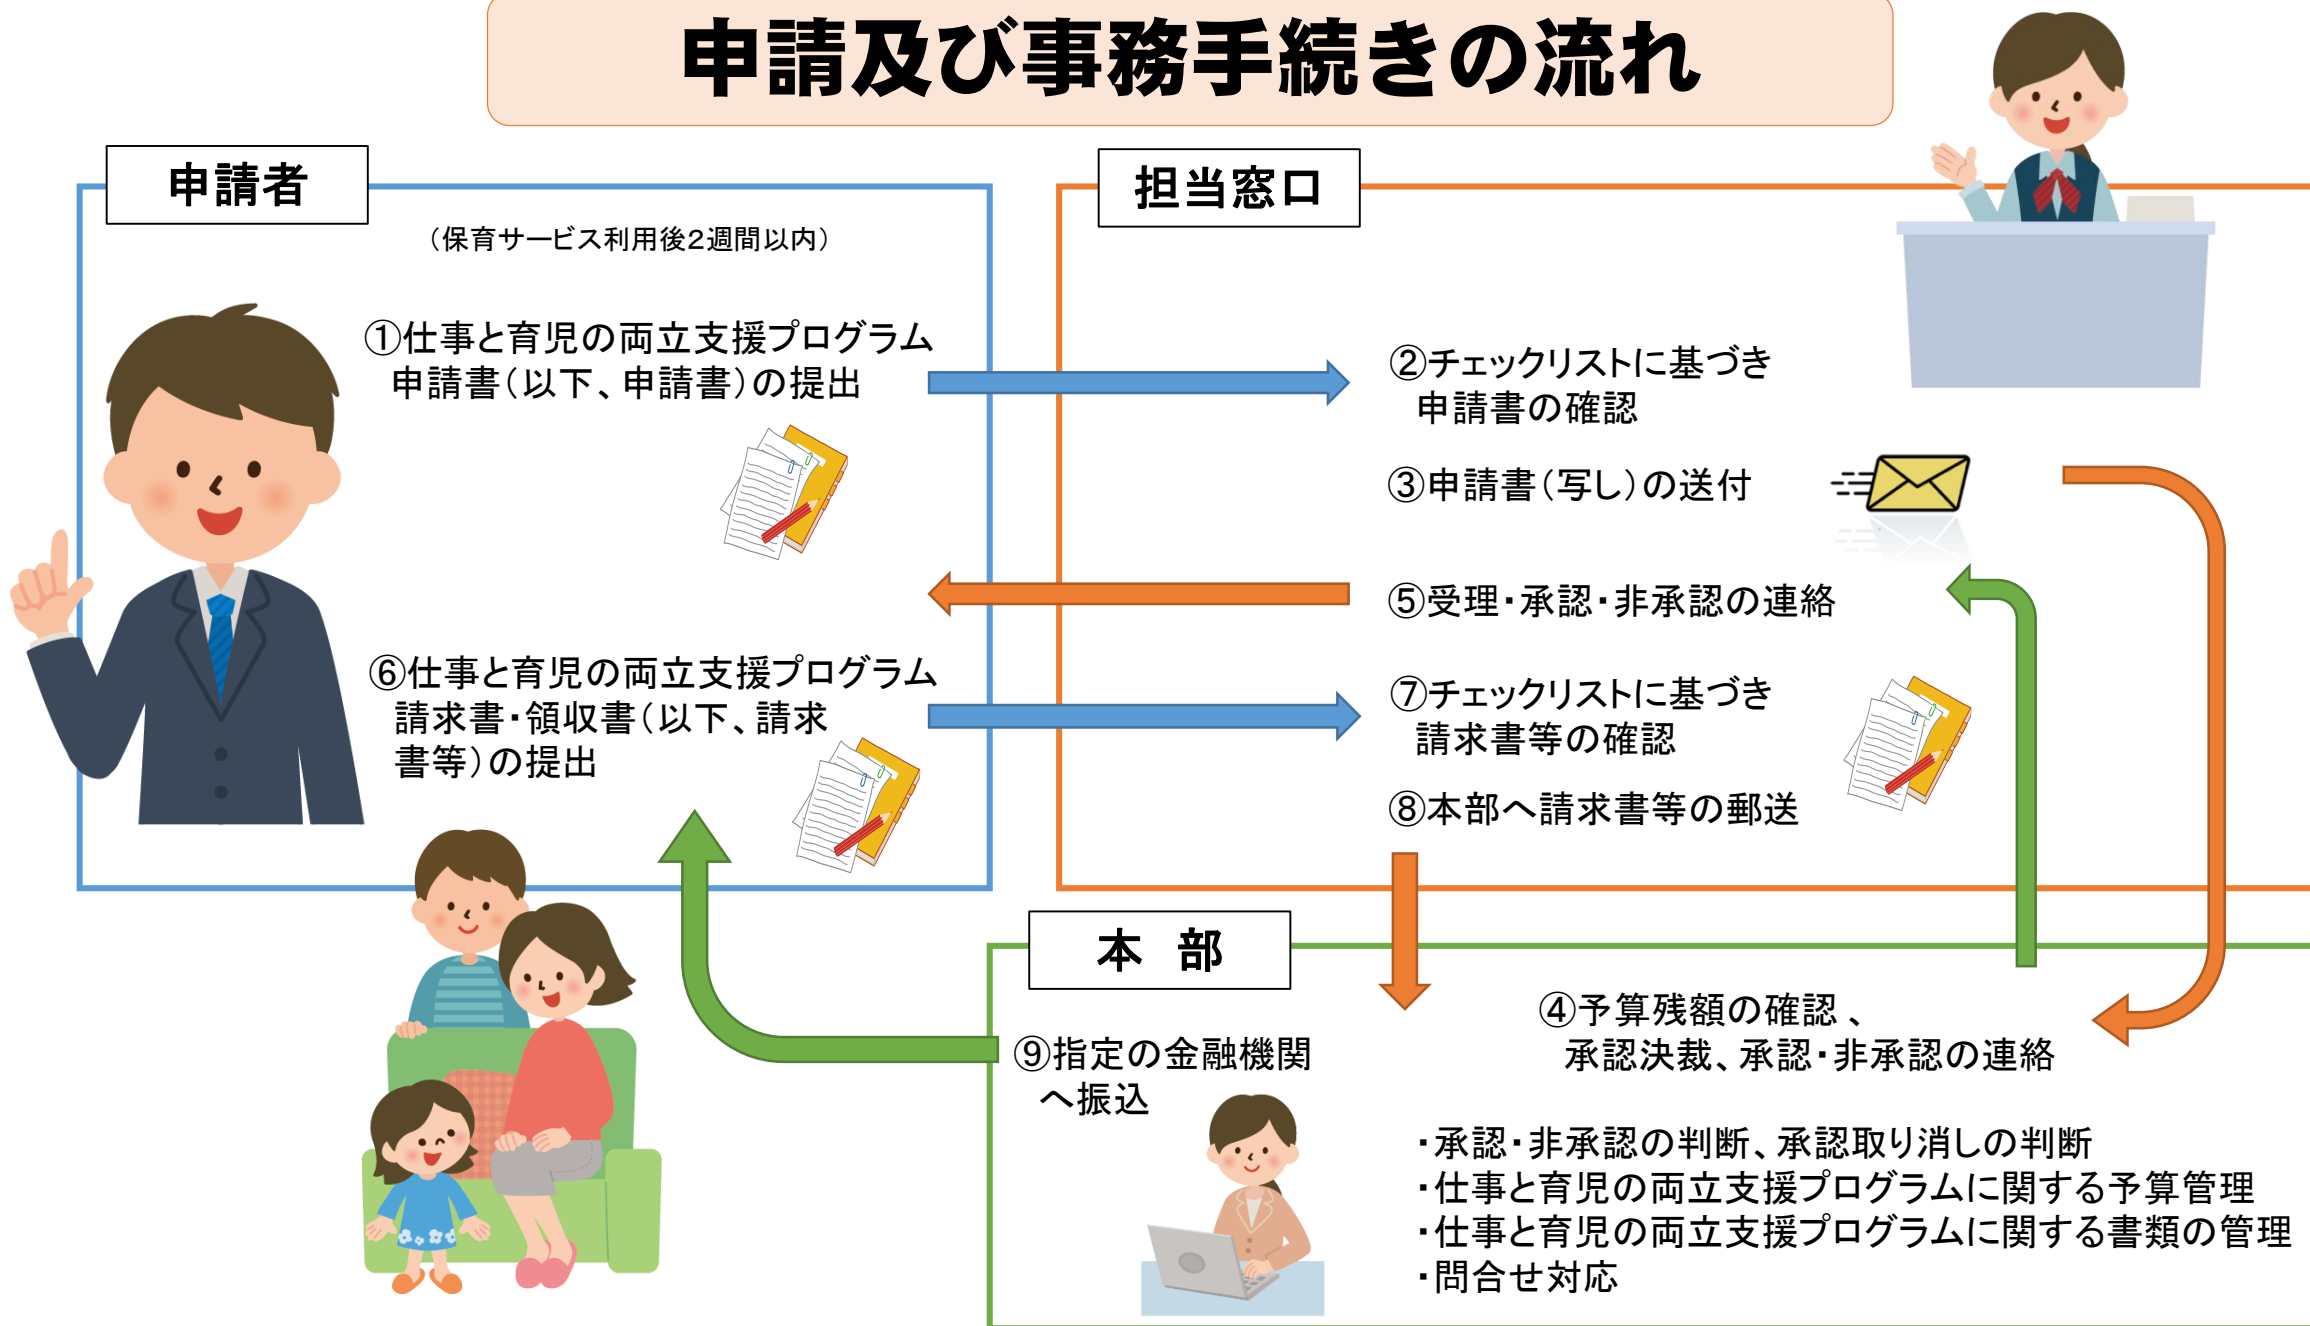 申請及び事務手続きの流れ
申請者
（保育サービス利用後2週間以内）
①仕事と育児の両立支援プログラム
申請書（以下、申請書）の提出
⑥仕事と育児の両立支援プログラム
請求書・領収書（以下、請求
書等）の提出
担当窓口
②チェックリストに基づき
申請書の確認
③申請書（写し）の送付
⑤受理・承認・非承認の連絡
⑦チェックリストに基づき
請求書等の確認
⑧本部へ請求書等の郵送
本　部
④予算残額の確認 、
承認決裁、承認・非承認の連絡
⑨指定の金融機関
へ振込
・承認・非承認の判断、承認取り消しの判断
・仕事と育児の両立支援プログラムに関する予算管理
・仕事と育児の両立支援プログラムに関する書類の管理
・問合せ対応